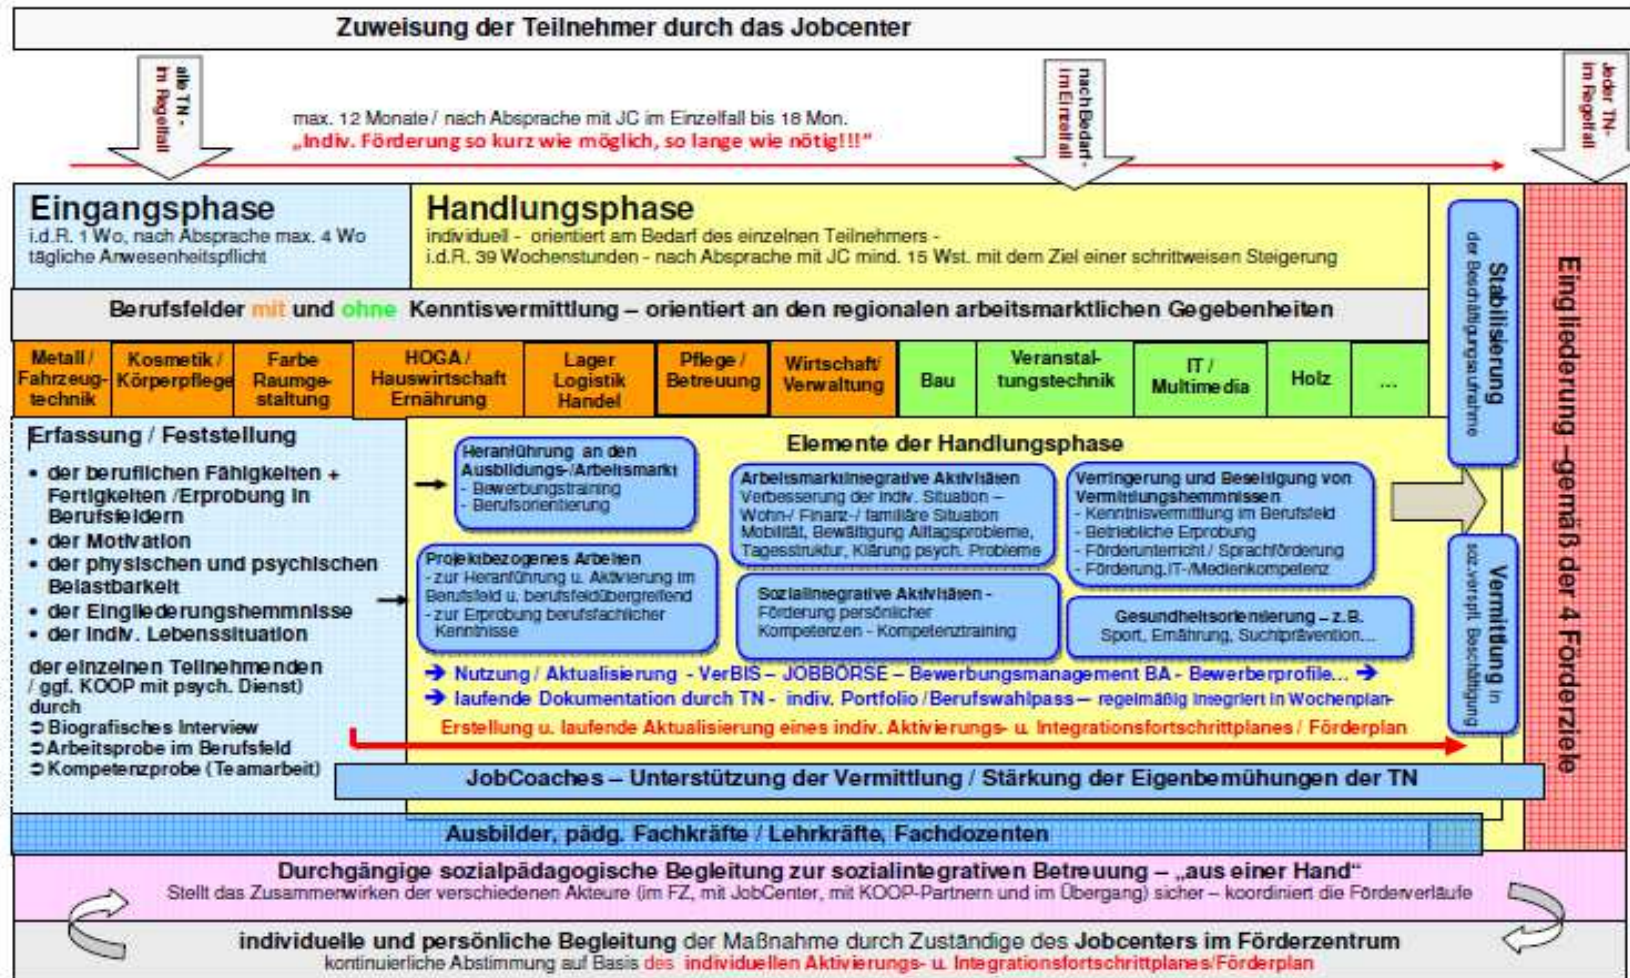 Zuweisung der Teilnehmer durch das Jobcenter
alle TN -
im Regelfall
max. 12 Monate / nach Absprache mit JC im Einzelfall bis 18 Mon.
„Indiv. Förderung so kurz wie möglich, so lange wie nötig!!!"
nach Bedarf -
im Einzelfall
Jeder TN-
im Regelfall
Eingangsphase
i.d.R. 1 Wo, nach Absprache max. 4 Wo
tägliche Anwesenheitspflicht
Handlungsphase
individuell - orientiert am Bedarf des einzelnen Teilnehmers -
i.d.R. 39 Wochenstunden - nach Absprache mit JC mind. 15 Wst. mit dem Ziel einer schrittweisen Steigerung
Berufsfelder mit und ohne Kenntisvermittlung – orientiert an den regionalen arbeitsmarktlichen Gegebenheiten
Metall /
Fahrzeug-
technik
Kosmetik /
Körperpflege
Farbe
Raumge-
staltung
HOGA /
Hauswirtschaft
Ernährung
Lager
Logistik
Handel
Pflege /
Betreuung
Wirtschaft/
Verwaltung
Bau
Veranstal-
tungstechnik
IT /
Multimedia
Holz
...
Erfassung / Feststellung
• der beruflichen Fähigkeiten +
Fertigkeiten /Erprobung in
Berufsfeldern
• der Motivation
• der physischen und psychischen
Belastbarkeit
• der Eingliederungshemmnisse
• der indiv. Lebenssituation
der einzelnen Teilnehmenden
/ ggf. KOOP mit psych. Dienst)
durch
➲ Biografisches Interview
➲ Arbeitsprobe im Berufsfeld
➲ Kompetenzprobe (Teamarbeit)
Elemente der Handlungsphase
Heranführung an den
Ausbildungs-/Arbeitsmarkt
- Bewerbungstraining
- Berufsorientierung
Projektbezogenes Arbeiten
- zur Heranführung u. Aktivierung im
Berufsfeld u. berufsfeldübergreifend
- zur Erprobung berufsfachlicher
Kenntnisse
Arbeitsmarktintegrative Aktivitäten
Verbesserung der indiv. Situation –
Wohn-/ Finanz-/ familiäre Situation
Mobilität, Bewältigung Alltagsprobleme,
Tagesstruktur, Klärung psych. Probleme
Sozialintegrative Aktivitäten -
Förderung persönlicher
Kompetenzen - Kompetenztraining
Verringerung und Beseitigung von
Vermittlungshemmnissen
- Kenntnisvermittlung im Berufsfeld
- Betriebliche Erprobung
- Förderunterricht / Sprachförderung
- Förderung.IT-/Medienkompetenz
Gesundheitsorientierung – z.B.
Sport, Ernährung, Suchtprävention...
➔ Nutzung / Aktualisierung - VerBIS – JOBBÖRSE – Bewerbungsmanagement BA - Bewerberprofile... ➔
➔ laufende Dokumentation durch TN - indiv. Portfolio / Berufswahlpass – regelmäßig integriert in Wochenplan-
Erstellung u. laufende Aktualisierung eines indiv. Aktivierungs- u. Integrationsfortschrittplanes / Förderplan
Stabilisierung
der Beschäftigungsaufnahme
Vermittlung in
soz.verspfl. Beschäftigung
Eingliederung –gemäß der 4 Förderziele
JobCoaches – Unterstützung der Vermittlung / Stärkung der Eigenbemühungen der TN
Ausbilder, pädg. Fachkräfte / Lehrkräfte, Fachdozenten
Durchgängige sozialpädagogische Begleitung zur sozialintegrativen Betreuung – „aus einer Hand"
Stellt das Zusammenwirken der verschiedenen Akteure (im FZ, mit JobCenter, mit KOOP-Partnern und im Übergang) sicher – koordiniert die Förderverläufe
individuelle und persönliche Begleitung der Maßnahme durch Zuständige des Jobcenters im Förderzentrum
kontinuierliche Abstimmung auf Basis des individuellen Aktivierungs- u. Integrationsfortschrittplanes/Förderplan